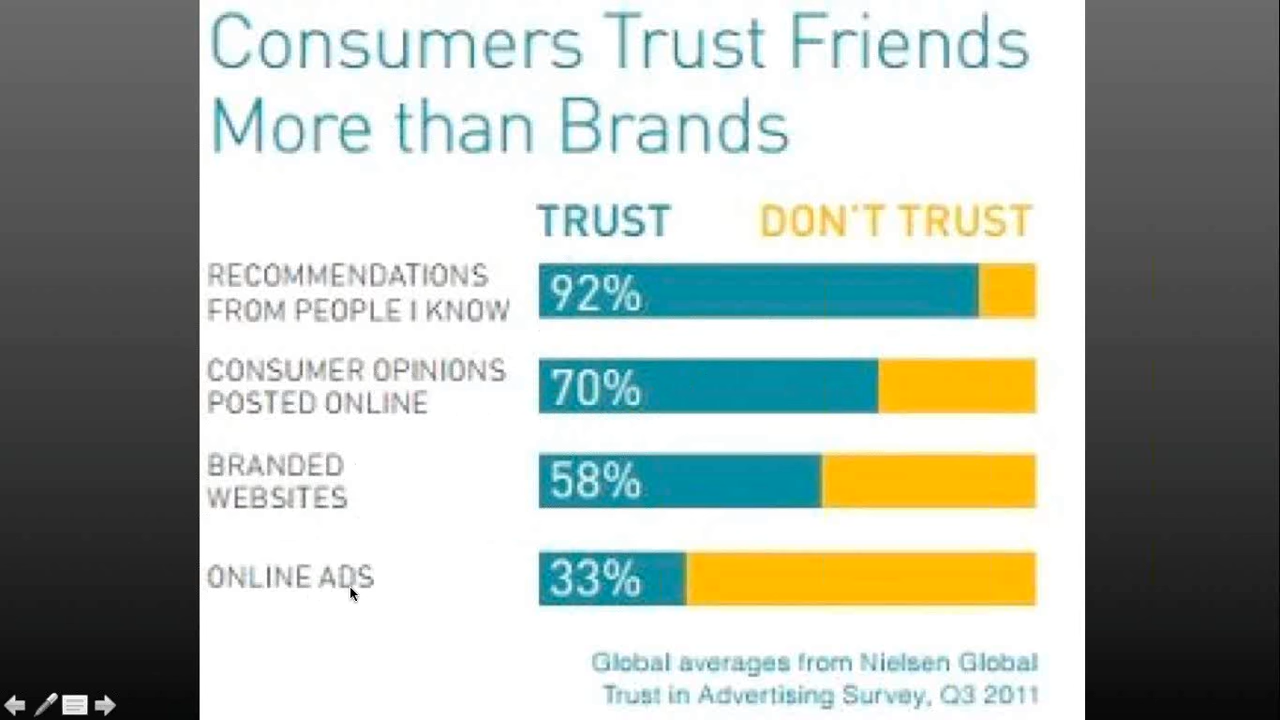 Consumers Trust Friends
More than Brands
TRUST DON'T TRUST
RECOMMENDATIONS
FROM PEOPLE I KNOW
92%
CONSUMER OPINIONS
POSTED ONLINE
70%
BRANDED
WEBSITES
58%
ONLINE ADS
33%
Global averages from Nielsen Global
Trust in Advertising Survey, Q3 2011